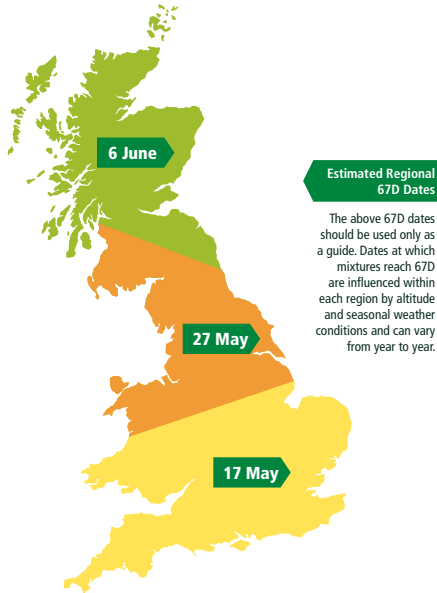 6 June
Estimated Regional
67D Dates
The above 67D dates
should be used only as
a guide. Dates at which
mixtures reach 67D
are influenced within
each region by altitude
and seasonal weather
conditions and can vary
from year to year.
27 May
17 May